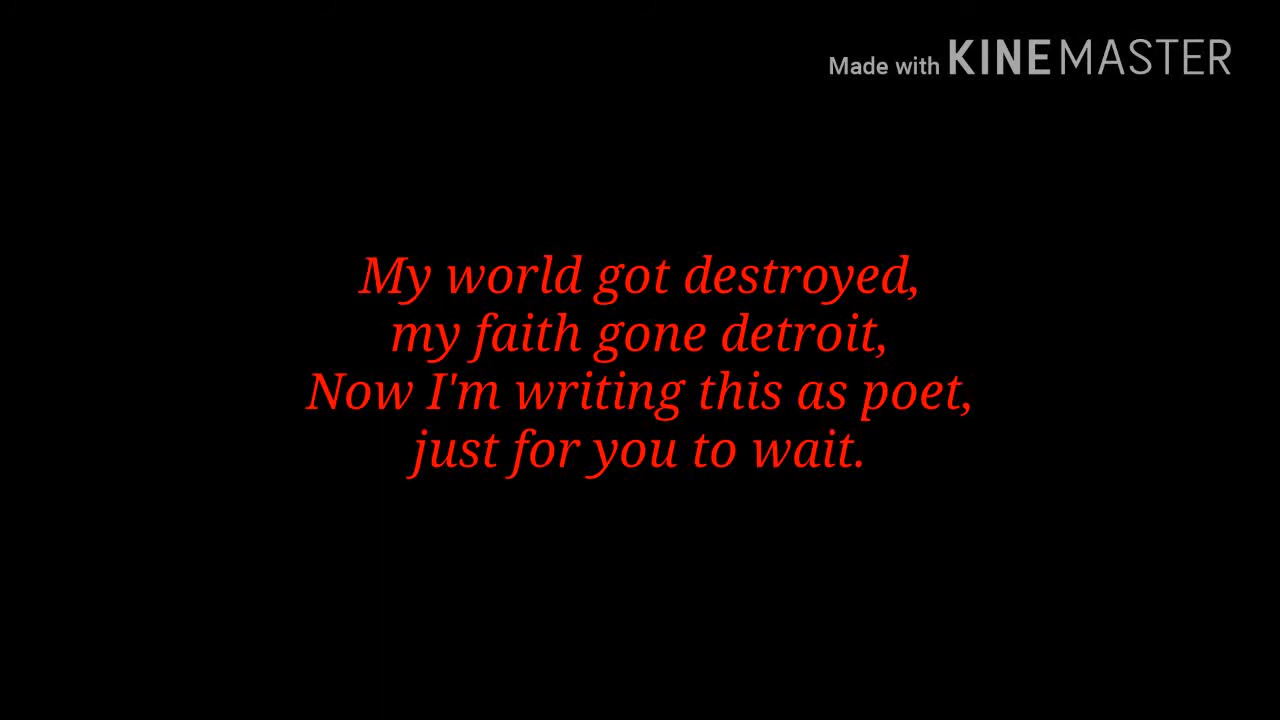 Made with KINEMASTER
My world got destroyed,
my faith gone detroit,
Now I'm writing this as poet,
just for you to wait.